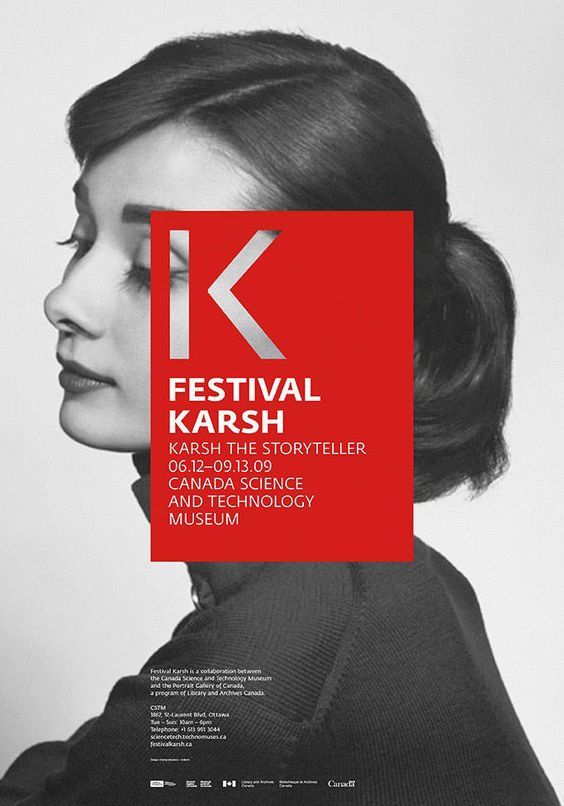 K
FESTIVAL
KARSH
KARSH THE STORYTELLER
06.12–09.13.09
CANADA SCIENCE
AND TECHNOLOGY
MUSEUM
Festival Karsh is a collaboration between
the Canada Science and Technology Museum
and the Portrait Gallery of Canada,
a program of Library and Archives Canada.
CSTM
1867, St-Laurent Blvd, Ottawa
Tue – Sun: 10am – 6pm
Telephone: +1 613 991 3044
sciencetech.technomuses.ca
festivalkarsh.ca
Library and Archives Bibliothèque et Archives
Canada Canada
Canada